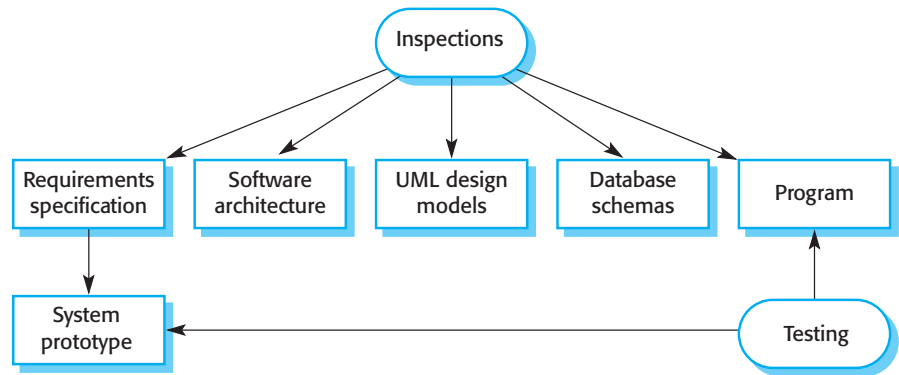 Inspections
Requirements
specification
Software
architecture
UML design
models
Database
schemas
Program
System
prototype
Testing